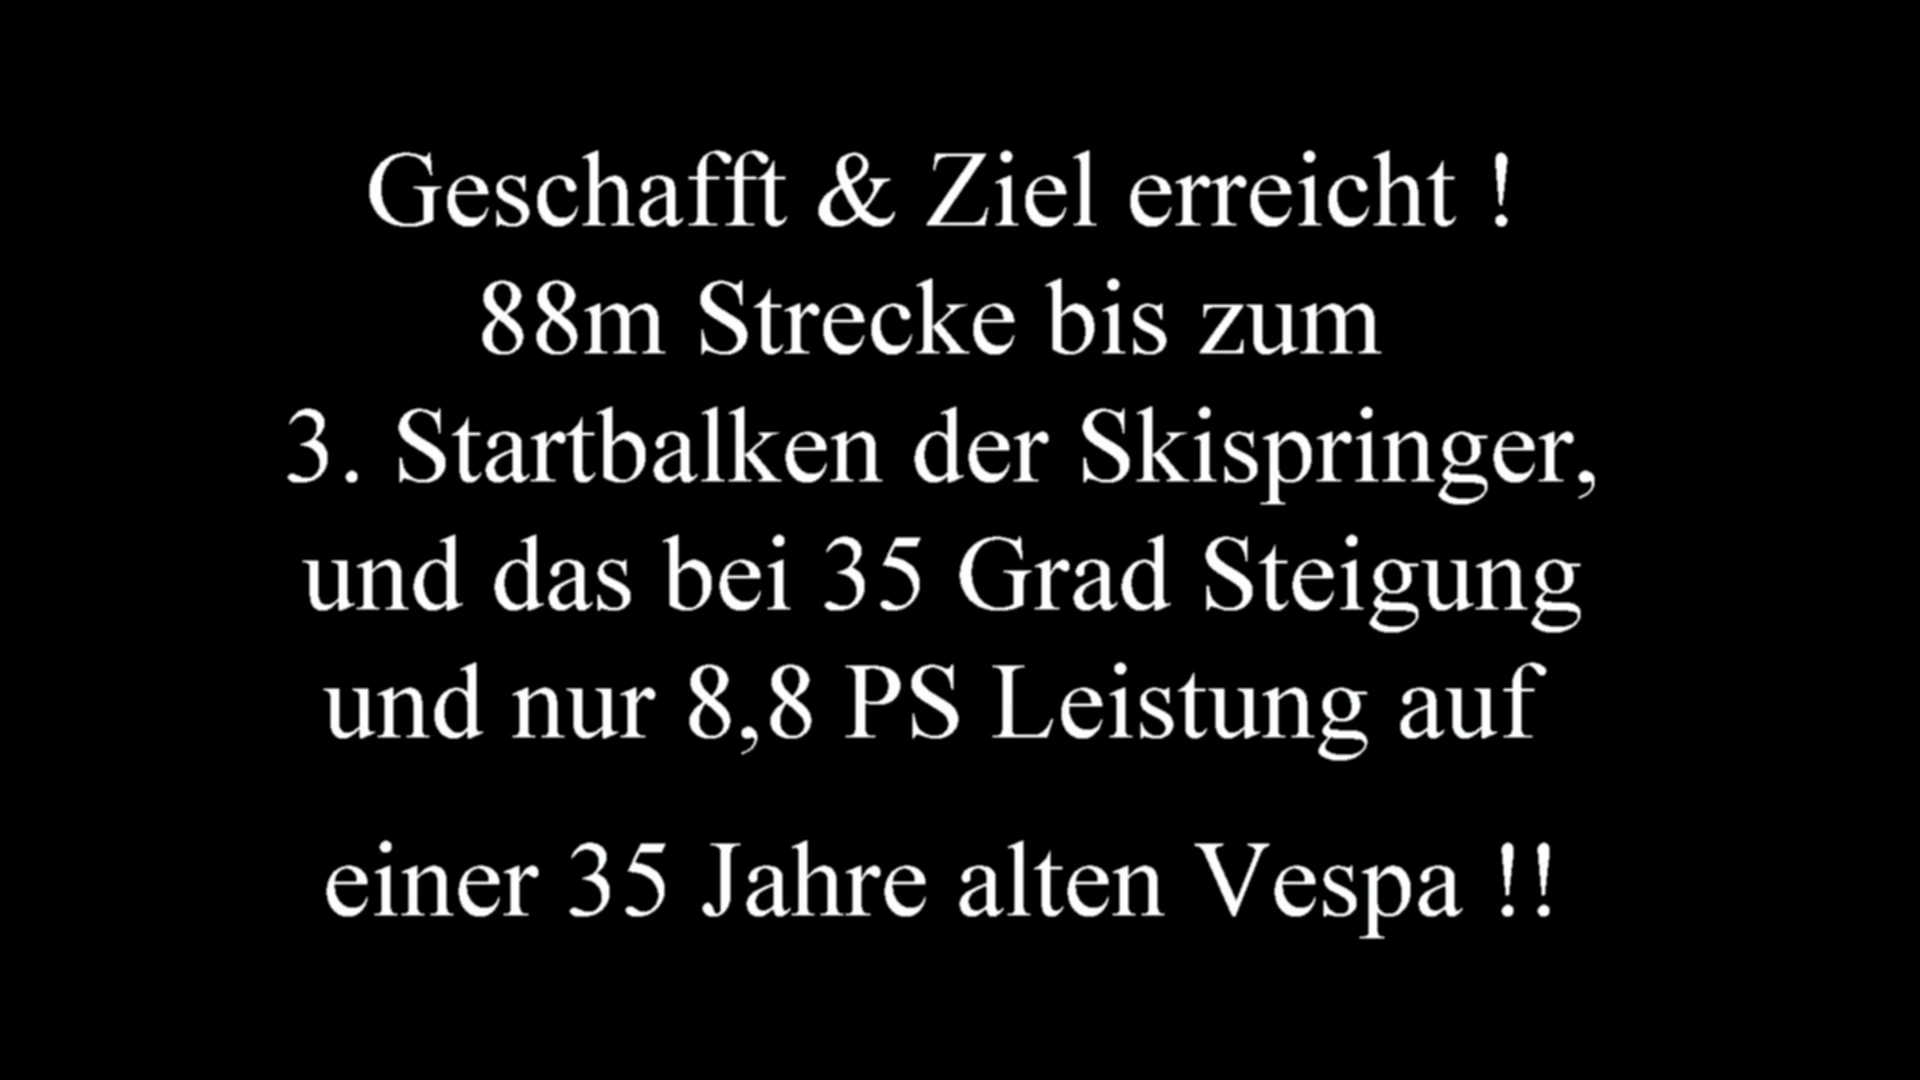 Geschafft & Ziel erreicht !
88m Strecke bis zum
3. Startbalken der Skispringer,
und das bei 35 Grad Steigung
und nur 8,8 PS Leistung auf
einer 35 Jahre alten Vespa !!